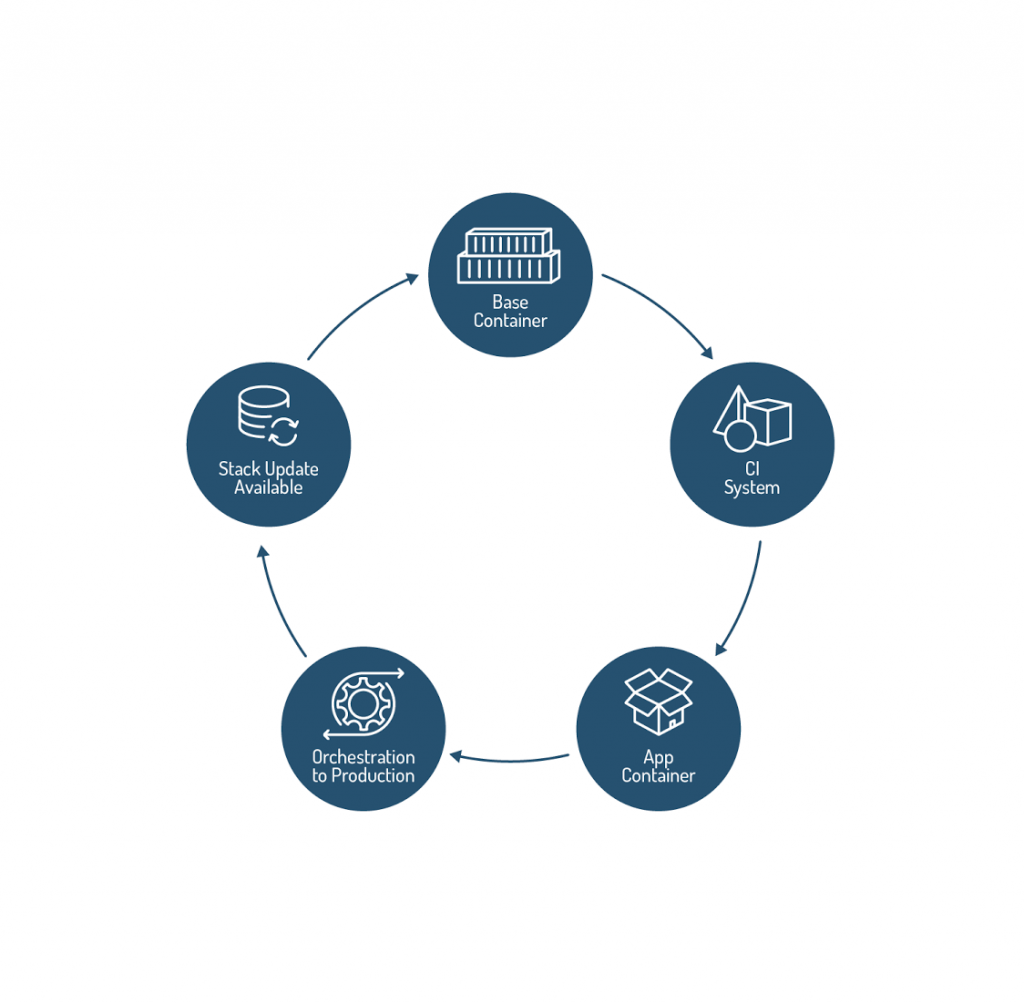 Base
Container
CI
System
App
Container
Orchestration
to Production
Stack Update
Available